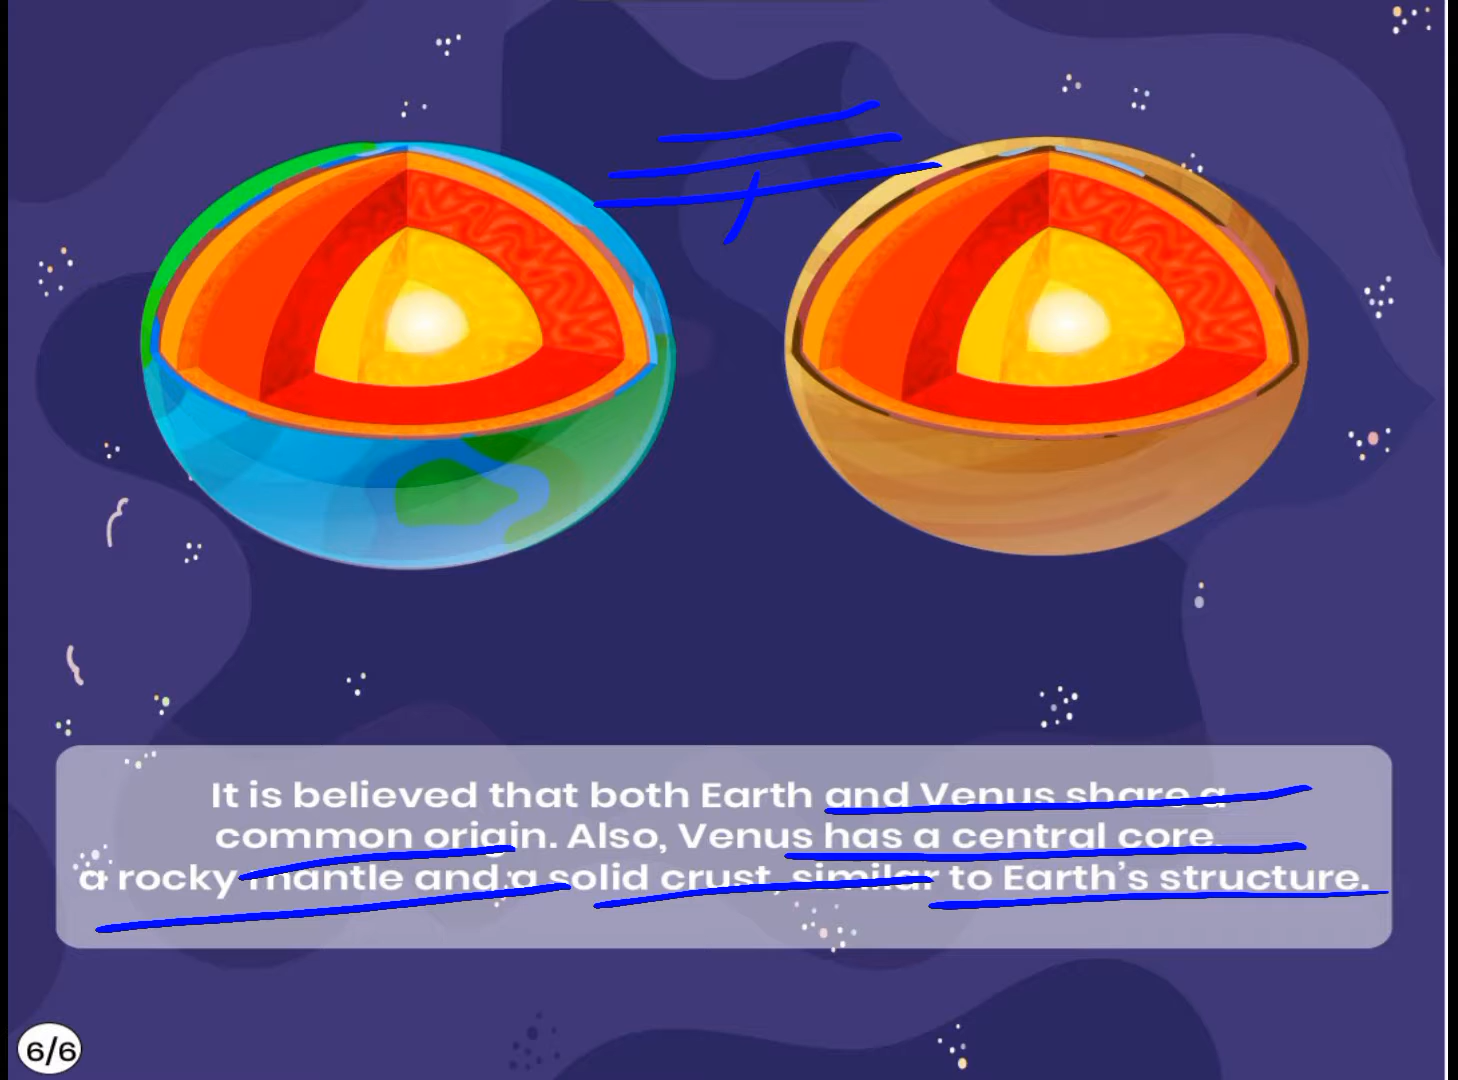 It is believed that both Earth and Venus share a
common origin. Also, Venus has a central core
a rocky mantle and a solid crust, similar to Earth's structure.
6/6